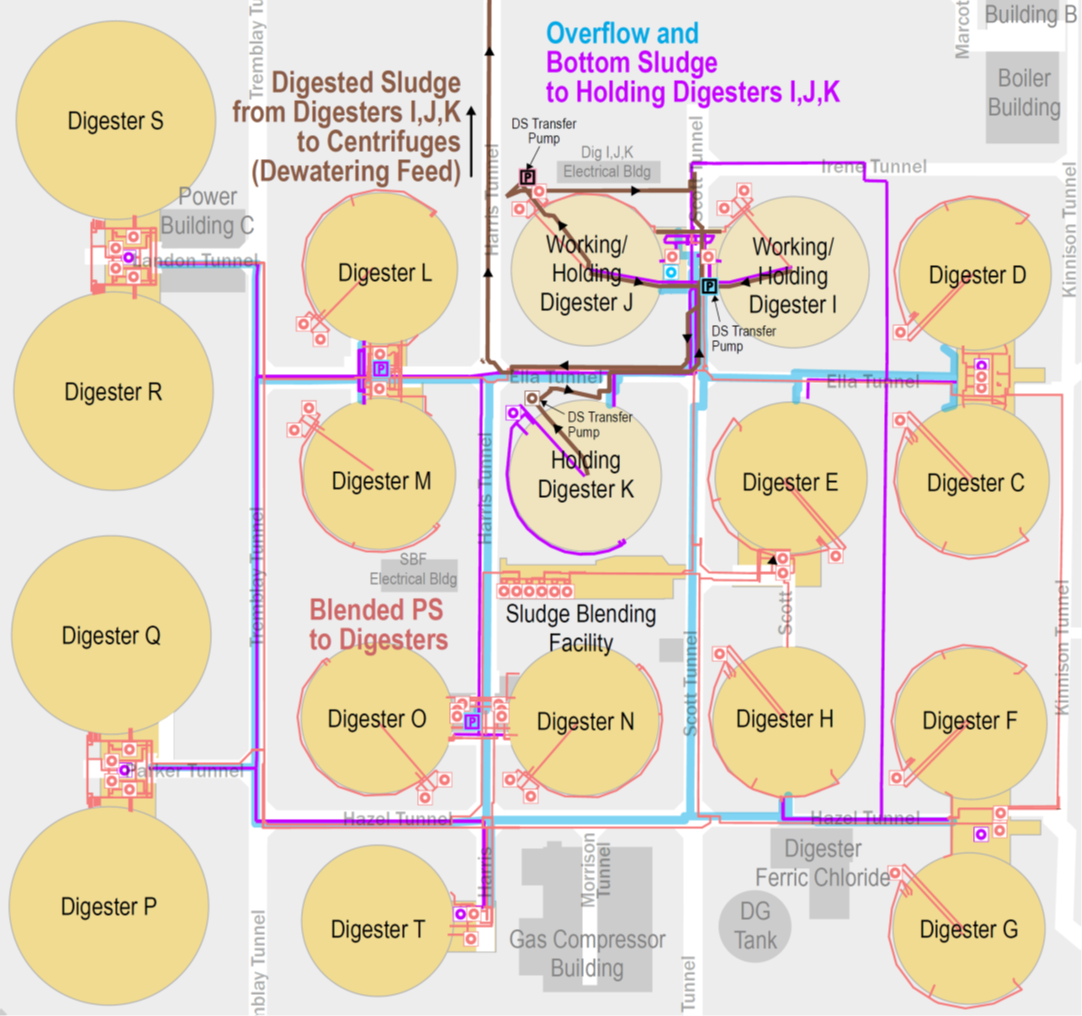 Tremblay Tu
Marcot
Building B
Overflow and
Bottom Sludge
to Holding Digesters I,J,K
Digested Sludge
from Digesters I,J,K
to Centrifuges
(Dewatering Feed)
Boiler
Building
Digester S
DS Transfer
Pump
P
Dig I,J,K
Electrical Bldg
Irene Tunnel
Harris Tunnel
Scott Tunnel
Kinnison Tunnel
Power
Building C
Landon Tunnel
Digester L
Working/
Holding
Digester J
Working/
Holding
Digester I
Digester D
P
DS Transfer
Pump
Digester R
P
Ella Tunnel
Ella Tunnel
DS Transfer
Pump
Holding
Digester K
Digester M
Digester E
Digester C
Harris Tunnel
Tremblay Tunnel
SBF
Electrical Bldg
Blended PS
to Digesters
Sludge Blending
Facility
Scott
Scott Tunnel
Kinnison Tunnel
Digester Q
Digester O
P
Digester N
Digester H
Digester F
Parker Tunnel
Hazel Tunnel
Hazel Tunnel
Digester P
Digester T
Harris
Morrison
Tunnel
Gas Compressor
Building
Digester
Ferric Chloride
DG
Tank
Digester G
mblay Tunnel
Tunnel